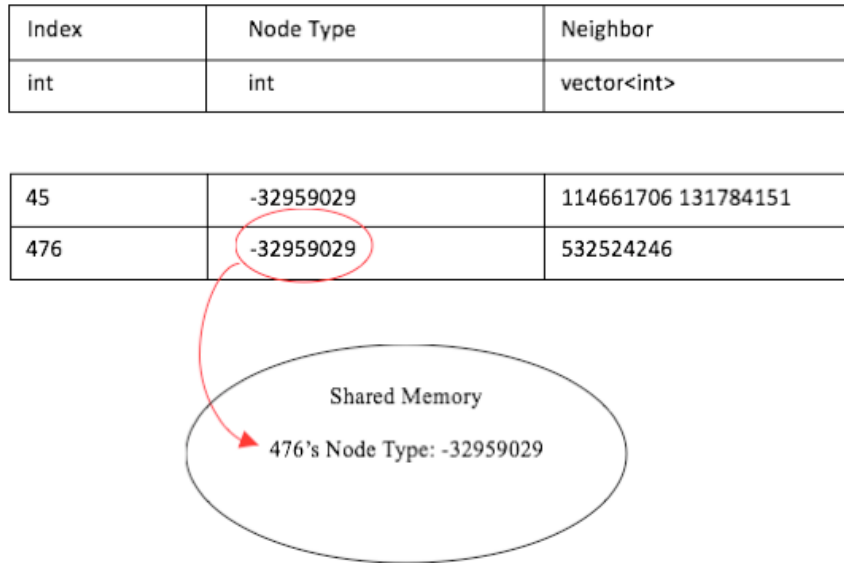 Index Node Type Neighbor
int int vector<int>
45 -32959029 114661706 131784151
476 -32959029 532524246
Shared Memory
476's Node Type: -32959029